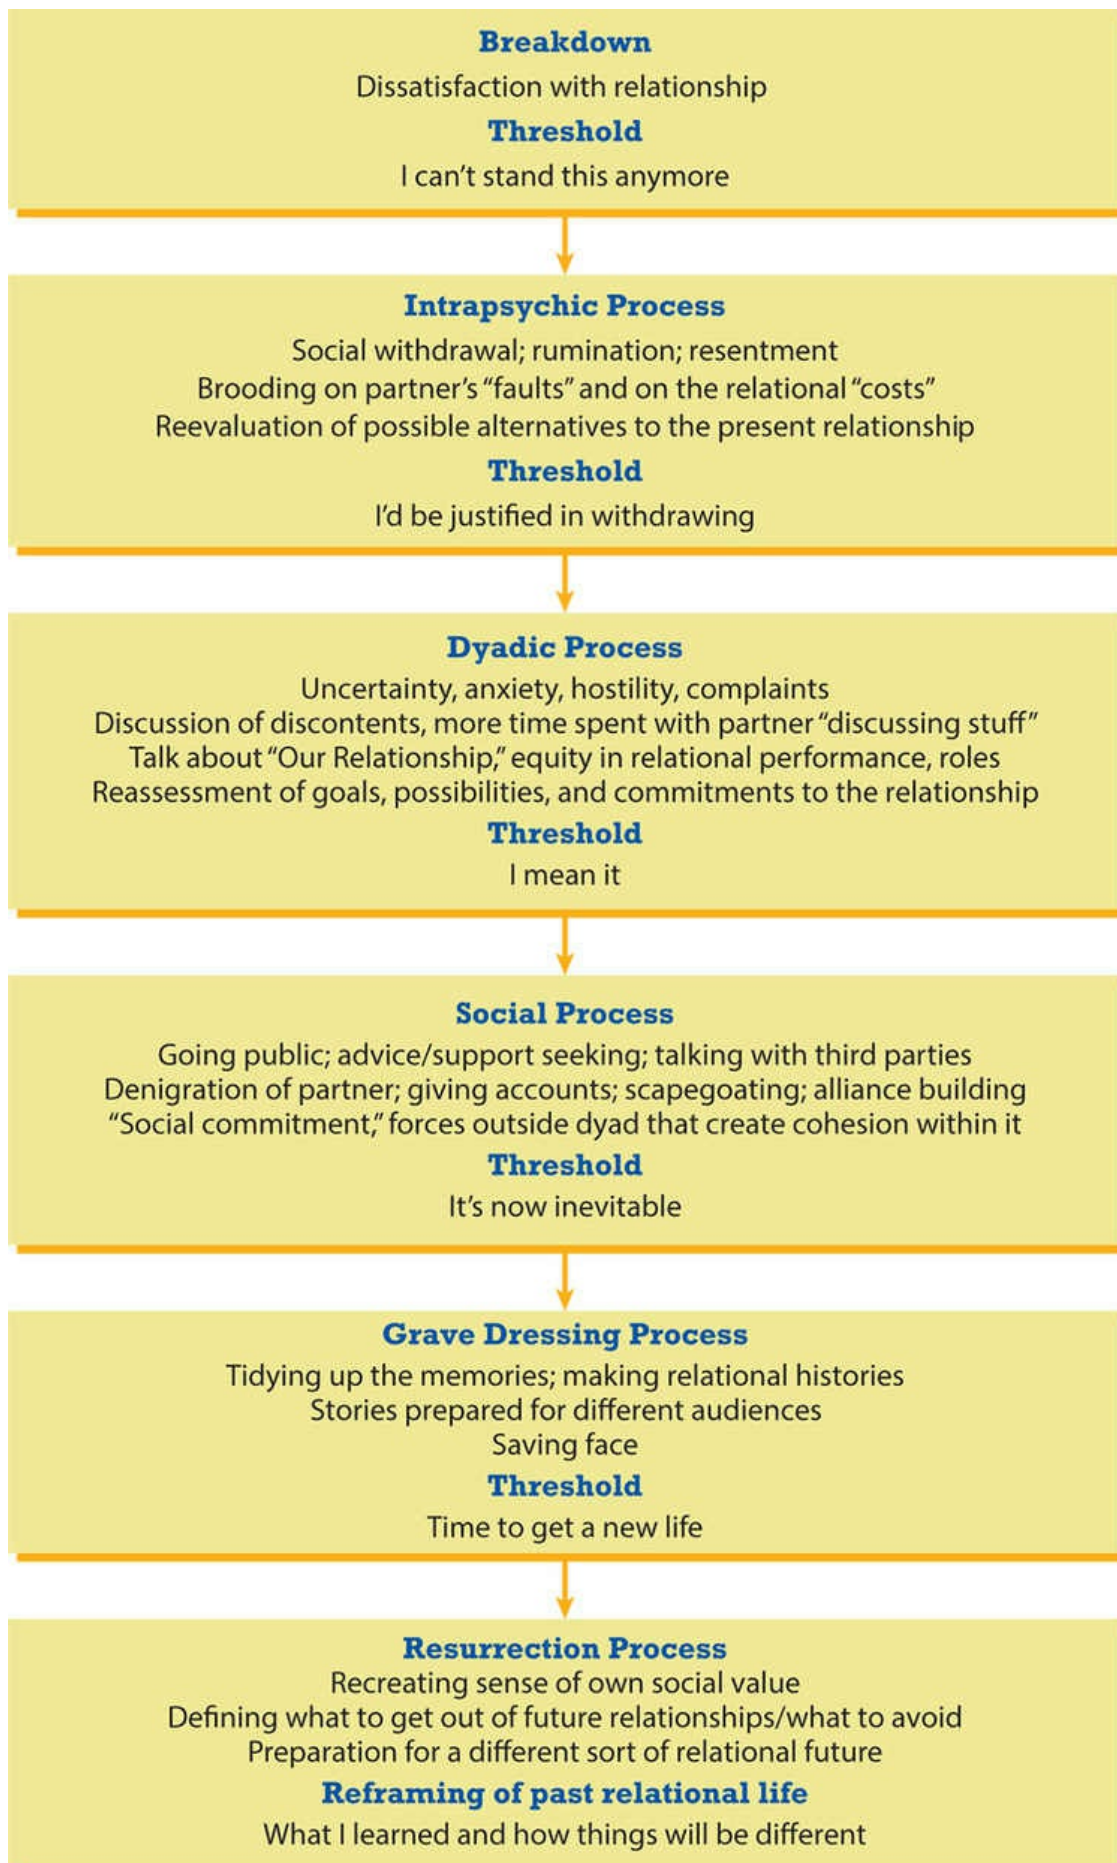 Breakdown
Dissatisfaction with relationship
Threshold
I can’t stand this anymore
Intrapsychic Process
Social withdrawal; rumination; resentment
Brooding on partner’s “faults” and on the relational “costs”
Reevaluation of possible alternatives to the present relationship
Threshold
I’d be justified in withdrawing
Dyadic Process
Uncertainty, anxiety, hostility, complaints
Discussion of discontents, more time spent with partner “discussing stuff”
Talk about “Our Relationship,” equity in relational performance, roles
Reassessment of goals, possibilities, and commitments to the relationship
Threshold
I mean it
Social Process
Going public; advice/support seeking; talking with third parties
Denigration of partner; giving accounts; scapegoating; alliance building
“Social commitment,” forces outside dyad that create cohesion within it
Threshold
It’s now inevitable
Grave Dressing Process
Tidying up the memories; making relational histories
Stories prepared for different audiences
Saving face
Threshold
Time to get a new life
Resurrection Process
Recreating sense of own social value
Defining what to get out of future relationships/what to avoid
Preparation for a different sort of relational future
Reframing of past relational life
What I learned and how things will be different